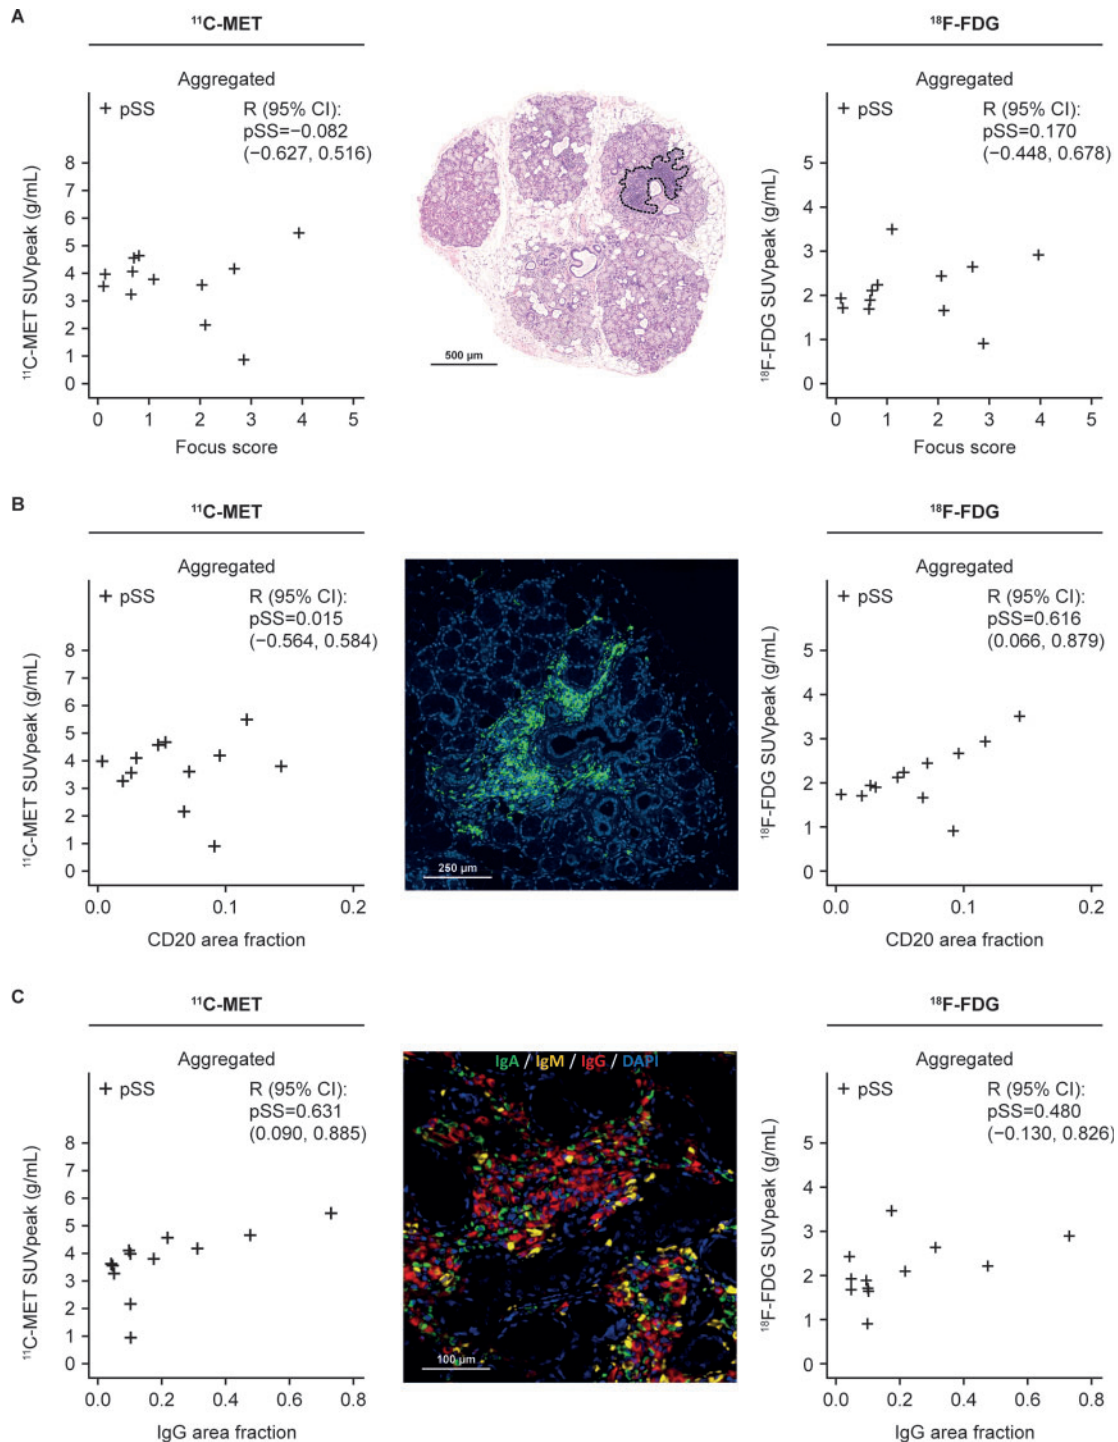 A
¹¹C-MET
Aggregated
+ pSS
R (95% CI):
pSS=−0.082
(−0.627, 0.516)
¹¹C-MET SUVpeak (g/mL)
8
7
6
5
4
3
2
1
0
0 1 2 3 4 5
Focus score
500 µm
¹⁸F-FDG
Aggregated
+ pSS
R (95% CI):
pSS=0.170
(−0.448, 0.678)
¹⁸F-FDG SUVpeak (g/mL)
5
4
3
2
1
0
0 1 2 3 4 5
Focus score
B
¹¹C-MET
Aggregated
+ pSS
R (95% CI):
pSS=0.015
(−0.564, 0.584)
¹¹C-MET SUVpeak (g/mL)
8
7
6
5
4
3
2
1
0
0.0 0.1 0.2
CD20 area fraction
250 µm
¹⁸F-FDG
Aggregated
+ pSS
R (95% CI):
pSS=0.616
(0.066, 0.879)
¹⁸F-FDG SUVpeak (g/mL)
5
4
3
2
1
0
0.0 0.1 0.2
CD20 area fraction
C
¹¹C-MET
Aggregated
+ pSS
R (95% CI):
pSS=0.631
(0.090, 0.885)
¹¹C-MET SUVpeak (g/mL)
8
7
6
5
4
3
2
1
0
0.0 0.2 0.4 0.6 0.8 1.0
IgG area fraction
IgA / IgM / IgG / DAPI
100 µm
¹⁸F-FDG
Aggregated
+ pSS
R (95% CI):
pSS=0.480
(−0.130, 0.826)
¹⁸F-FDG SUVpeak (g/mL)
5
4
3
2
1
0
0.0 0.2 0.4 0.6 0.8 1.0
IgG area fraction